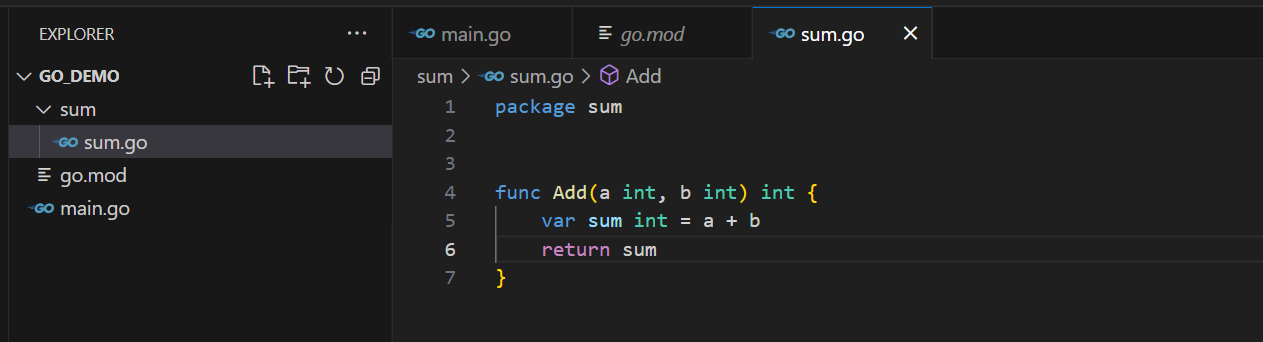 EXPLORER ...
GO_DEMO
sum
GO sum.go
go.mod
GO main.go
GO main.go
go.mod
GO sum.go
sum > GO sum.go > Add
1 package sum
2
3
4 func Add(a int, b int) int {
5 var sum int = a + b
6 return sum
7 }